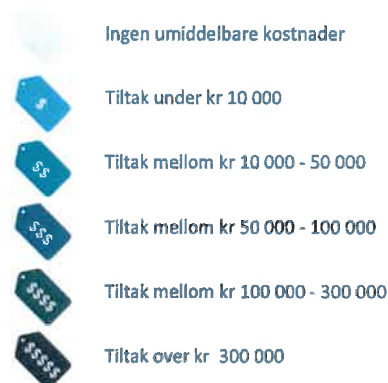 Ingen umiddelbare kostnader
$
Tiltak under kr 10 000
$$
Tiltak mellom kr 10 000 - 50 000
$$$
Tiltak mellom kr 50 000 - 100 000
$$$$
Tiltak mellom kr 100 000 - 300 000
$$$$$
Tiltak over kr 300 000